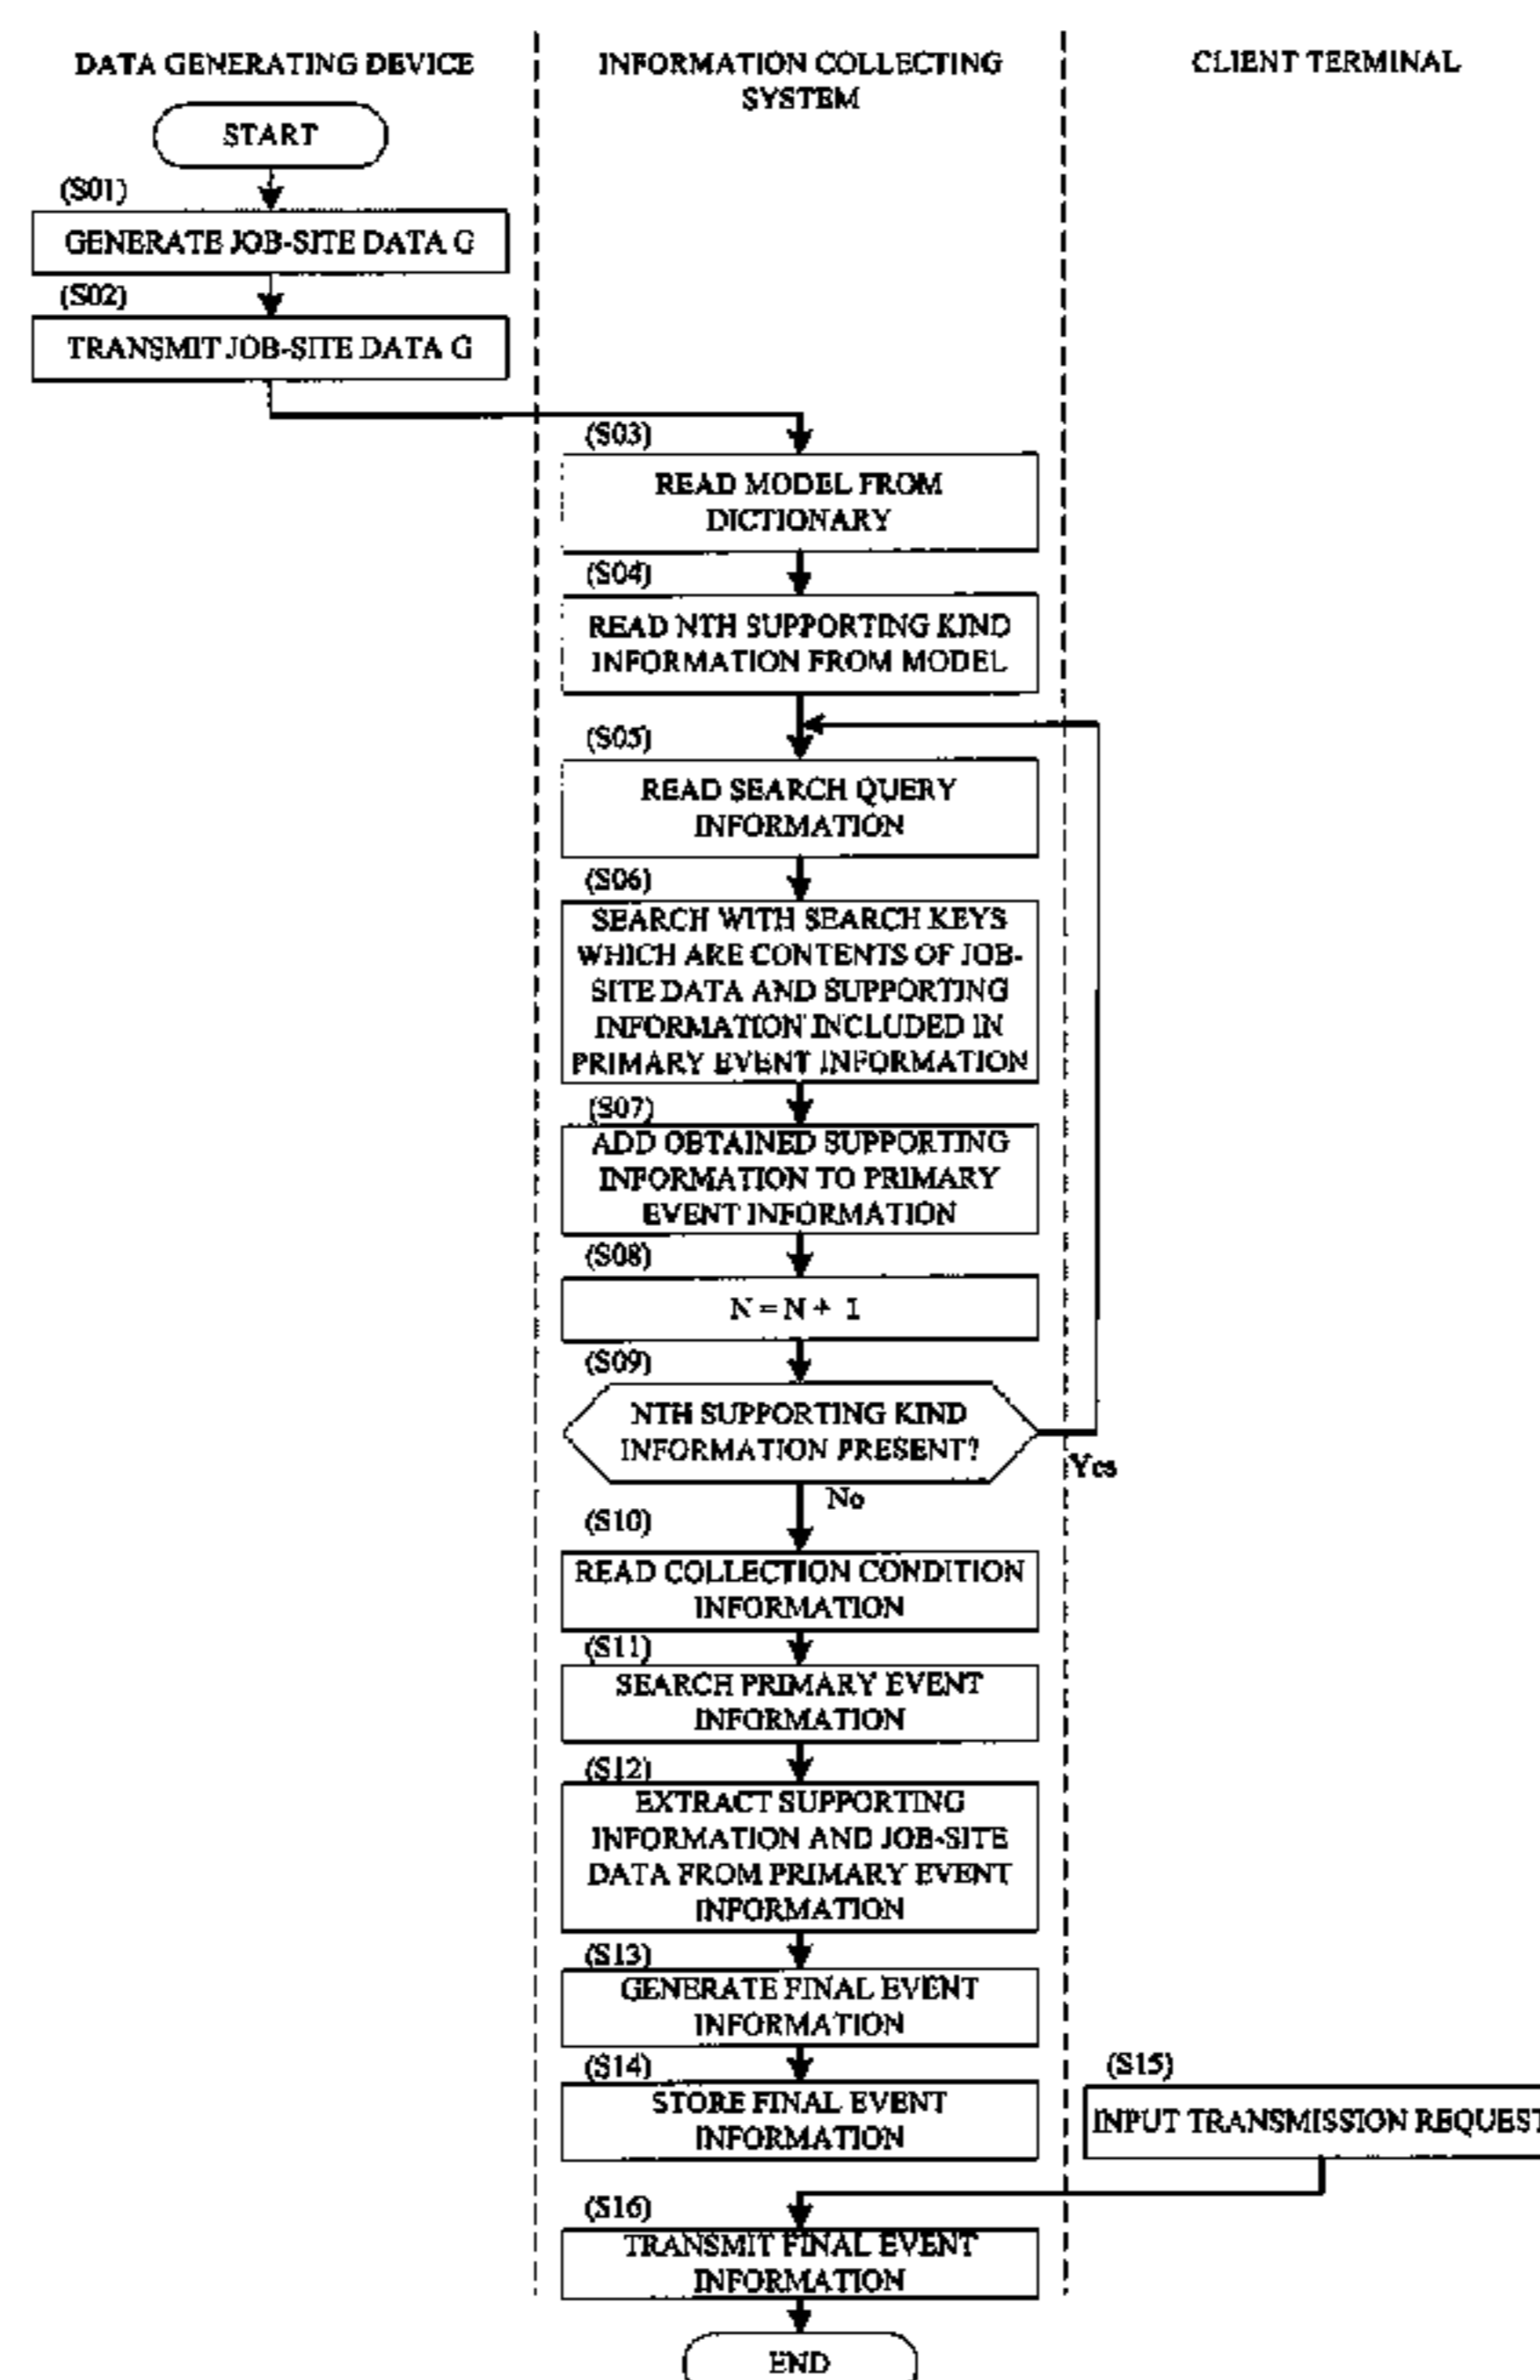 DATA GENERATING DEVICE
INFORMATION COLLECTING
SYSTEM
CLIENT TERMINAL
START
(S01)
GENERATE JOB-SITE DATA G
(S02)
TRANSMIT JOB-SITE DATA G
(S03)
READ MODEL FROM
DICTIONARY
(S04)
READ NTH SUPPORTING KIND
INFORMATION FROM MODEL
(S05)
READ SEARCH QUERY
INFORMATION
(S06)
SEARCH WITH SEARCH KEYS
WHICH ARE CONTENTS OF JOB-
SITE DATA AND SUPPORTING
INFORMATION INCLUDED IN
PRIMARY EVENT INFORMATION
(S07)
ADD OBTAINED SUPPORTING
INFORMATION TO PRIMARY
EVENT INFORMATION
(S08)
N = N + 1
(S09)
NTH SUPPORTING KIND
INFORMATION PRESENT?
Yes
No
(S10)
READ COLLECTION CONDITION
INFORMATION
(S11)
SEARCH PRIMARY EVENT
INFORMATION
(S12)
EXTRACT SUPPORTING
INFORMATION AND JOB-SITE
DATA FROM PRIMARY EVENT
INFORMATION
(S13)
GENERATE FINAL EVENT
INFORMATION
(S14)
STORE FINAL EVENT
INFORMATION
(S15)
INPUT TRANSMISSION REQUEST
(S16)
TRANSMIT FINAL EVENT
INFORMATION
END